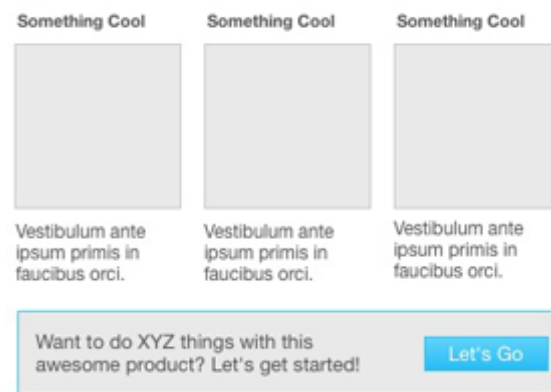 Something Cool
Something Cool
Something Cool
Vestibulum ante
ipsum primis in
faucibus orci.
Vestibulum ante
ipsum primis in
faucibus orci.
Vestibulum ante
ipsum primis in
faucibus orci.
Want to do XYZ things with this
awesome product? Let's get started!
Let's Go